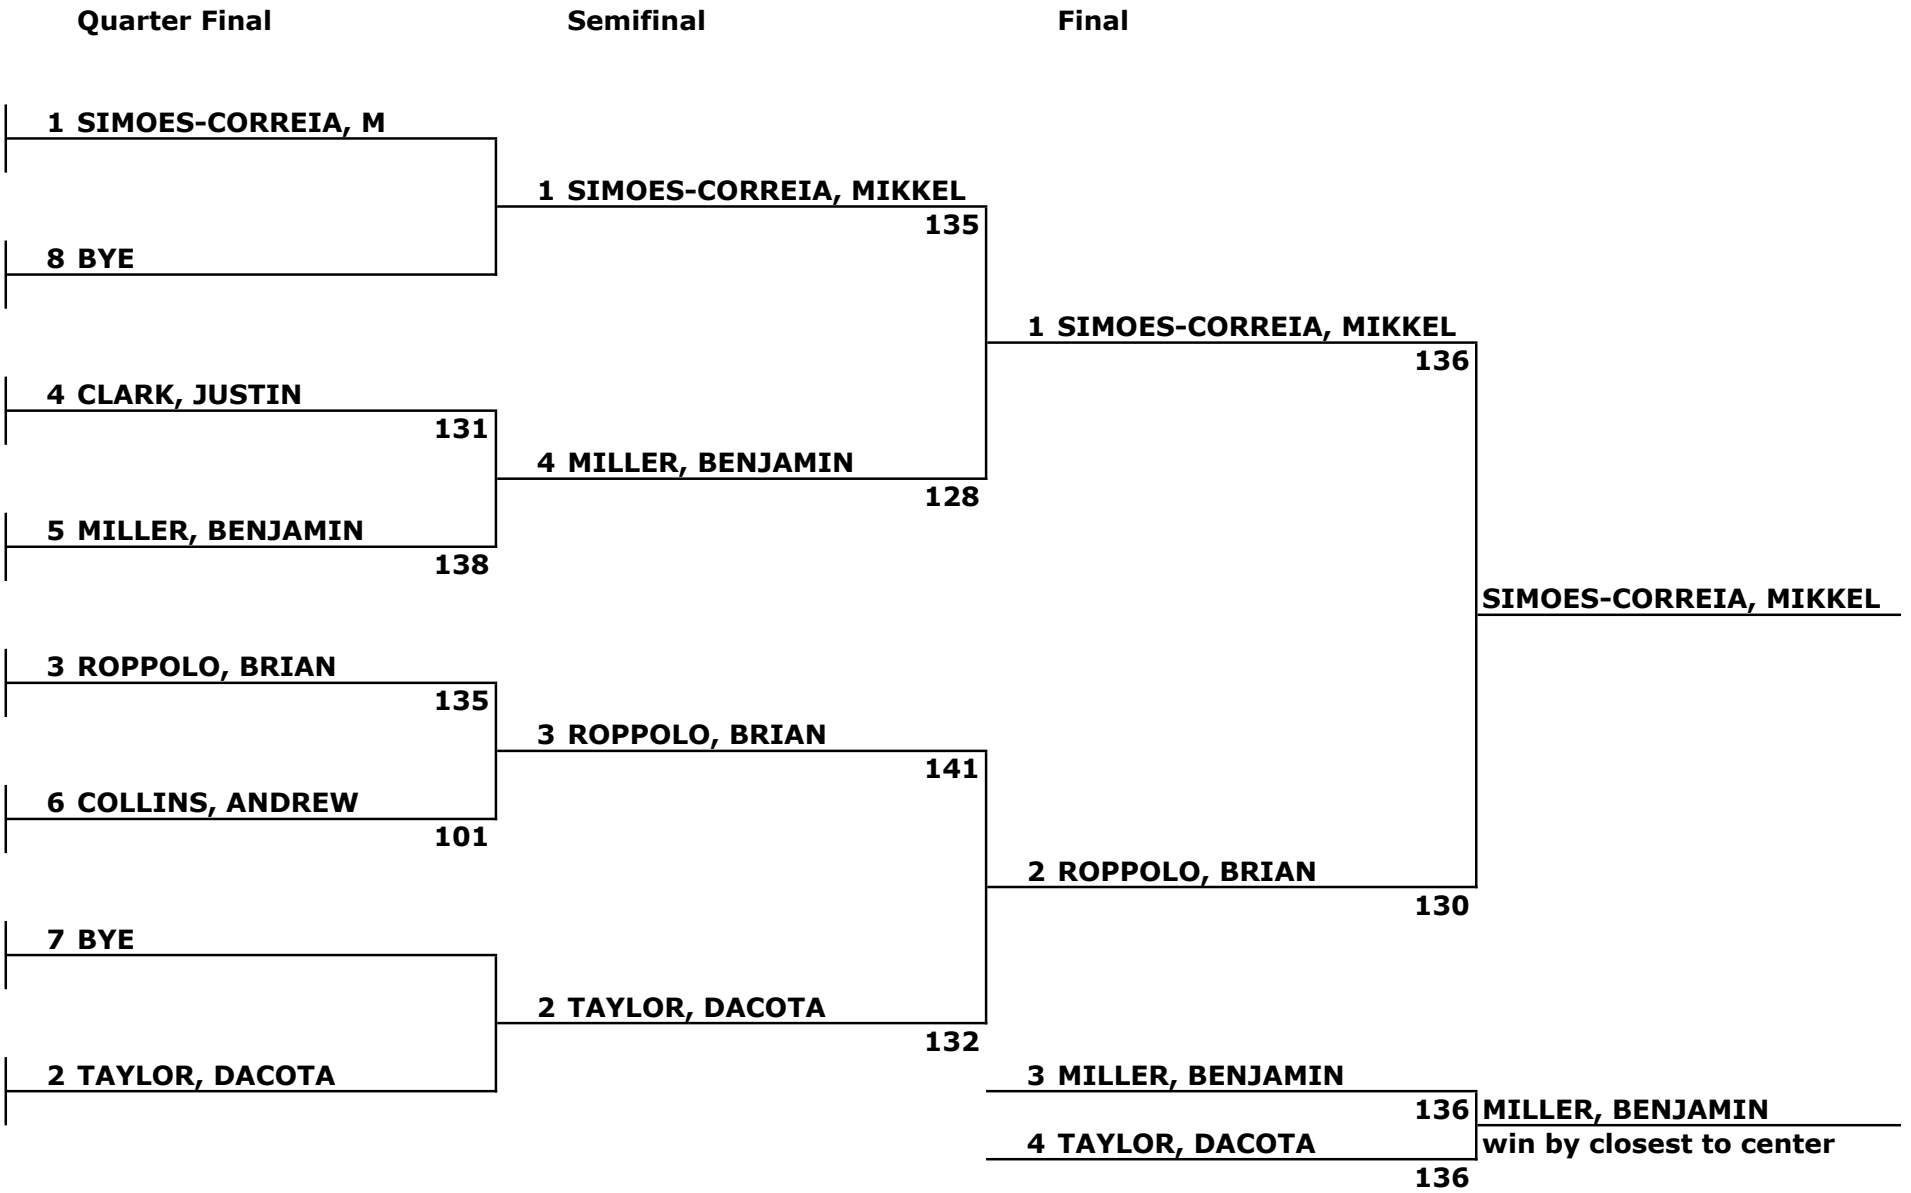 Quarter Final Semifinal Final
1 SIMOES-CORREIA, M
1 SIMOES-CORREIA, MIKKEL
135
8 BYE
1 SIMOES-CORREIA, MIKKEL
136
4 CLARK, JUSTIN
131
4 MILLER, BENJAMIN
128
5 MILLER, BENJAMIN
138
SIMOES-CORREIA, MIKKEL
3 ROPPOLO, BRIAN
135
3 ROPPOLO, BRIAN
141
6 COLLINS, ANDREW
101
2 ROPPOLO, BRIAN
130
7 BYE
2 TAYLOR, DACOTA
132
2 TAYLOR, DACOTA
3 MILLER, BENJAMIN
136
MILLER, BENJAMIN
4 TAYLOR, DACOTA
win by closest to center
136